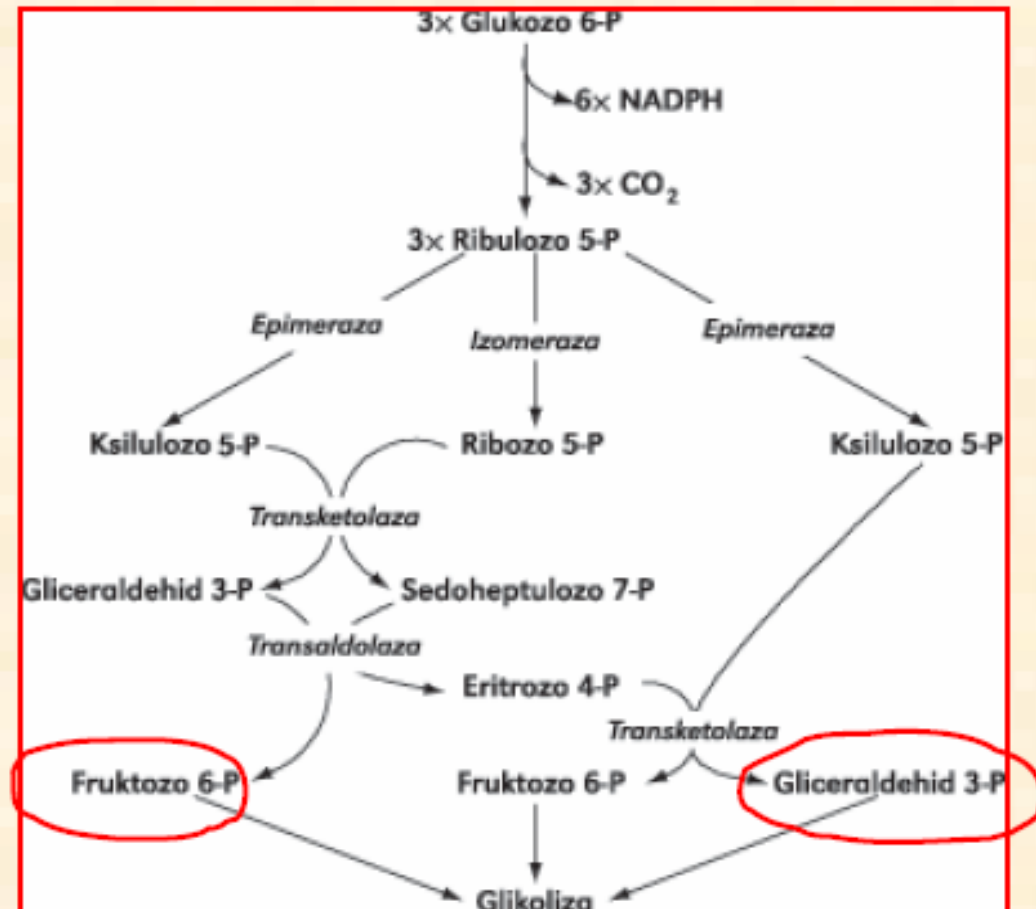 3× Glukozo 6-P
6× NADPH
3× CO₂
3× Ribulozo 5-P
Epimeraza
Izomeraza
Epimeraza
Ksilulozo 5-P
Ribozo 5-P
Ksilulozo 5-P
Transketolaza
Gliceraldehid 3-P
Sedoheptulozo 7-P
Transaldolaza
Eritrozo 4-P
Transketolaza
Fruktozo 6-P
Fruktozo 6-P
Gliceraldehid 3-P
Glikoliza